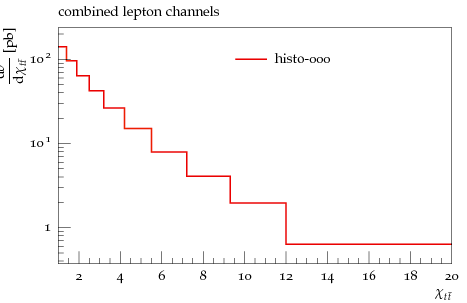 combined lepton channels
dσ/dχ_{tt̄} [pb]
histo-000
10²
10¹
1
2 4 6 8 10 12 14 16 18 20
χ_{tt̄}